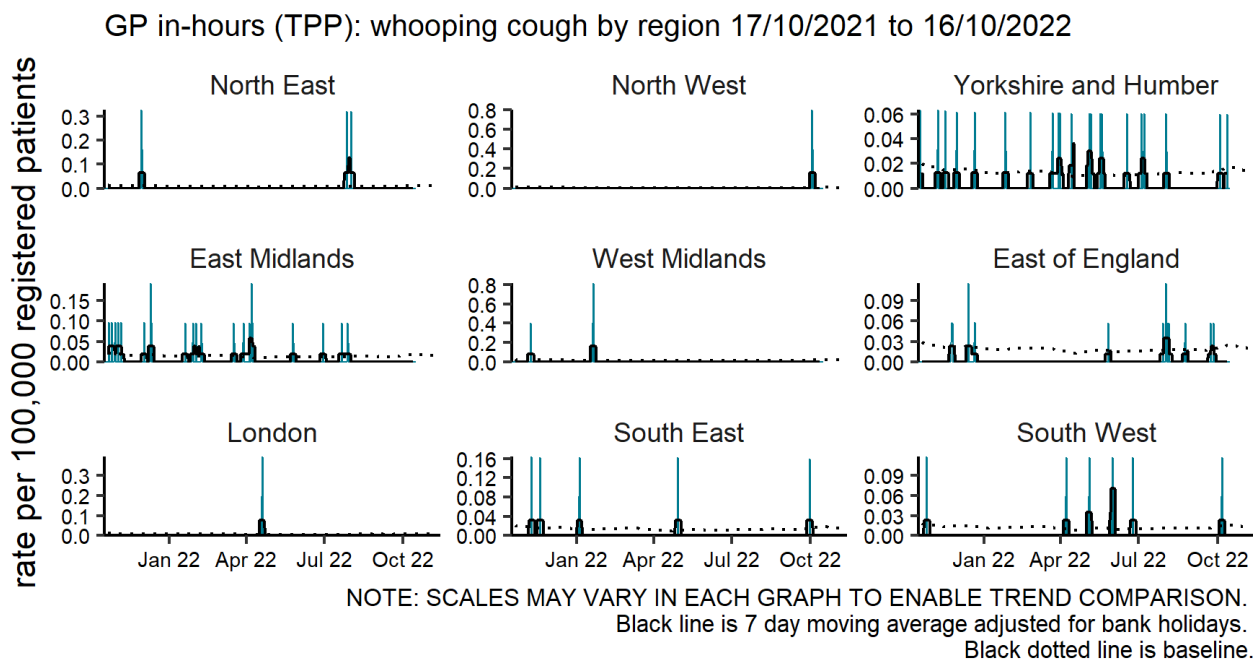 GP in-hours (TPP): whooping cough by region 17/10/2021 to 16/10/2022
rate per 100,000 registered patients
North East
0.3
0.2
0.1
0.0
North West
0.8
0.6
0.4
0.2
0.0
Yorkshire and Humber
0.06
0.04
0.02
0.00
East Midlands
0.15
0.10
0.05
0.00
West Midlands
0.8
0.6
0.4
0.2
0.0
East of England
0.09
0.06
0.03
0.00
London
0.3
0.2
0.1
0.0
Jan 22 Apr 22 Jul 22 Oct 22
South East
0.16
0.12
0.08
0.04
0.00
Jan 22 Apr 22 Jul 22 Oct 22
South West
0.09
0.06
0.03
0.00
Jan 22 Apr 22 Jul 22 Oct 22
NOTE: SCALES MAY VARY IN EACH GRAPH TO ENABLE TREND COMPARISON.
Black line is 7 day moving average adjusted for bank holidays.
Black dotted line is baseline.